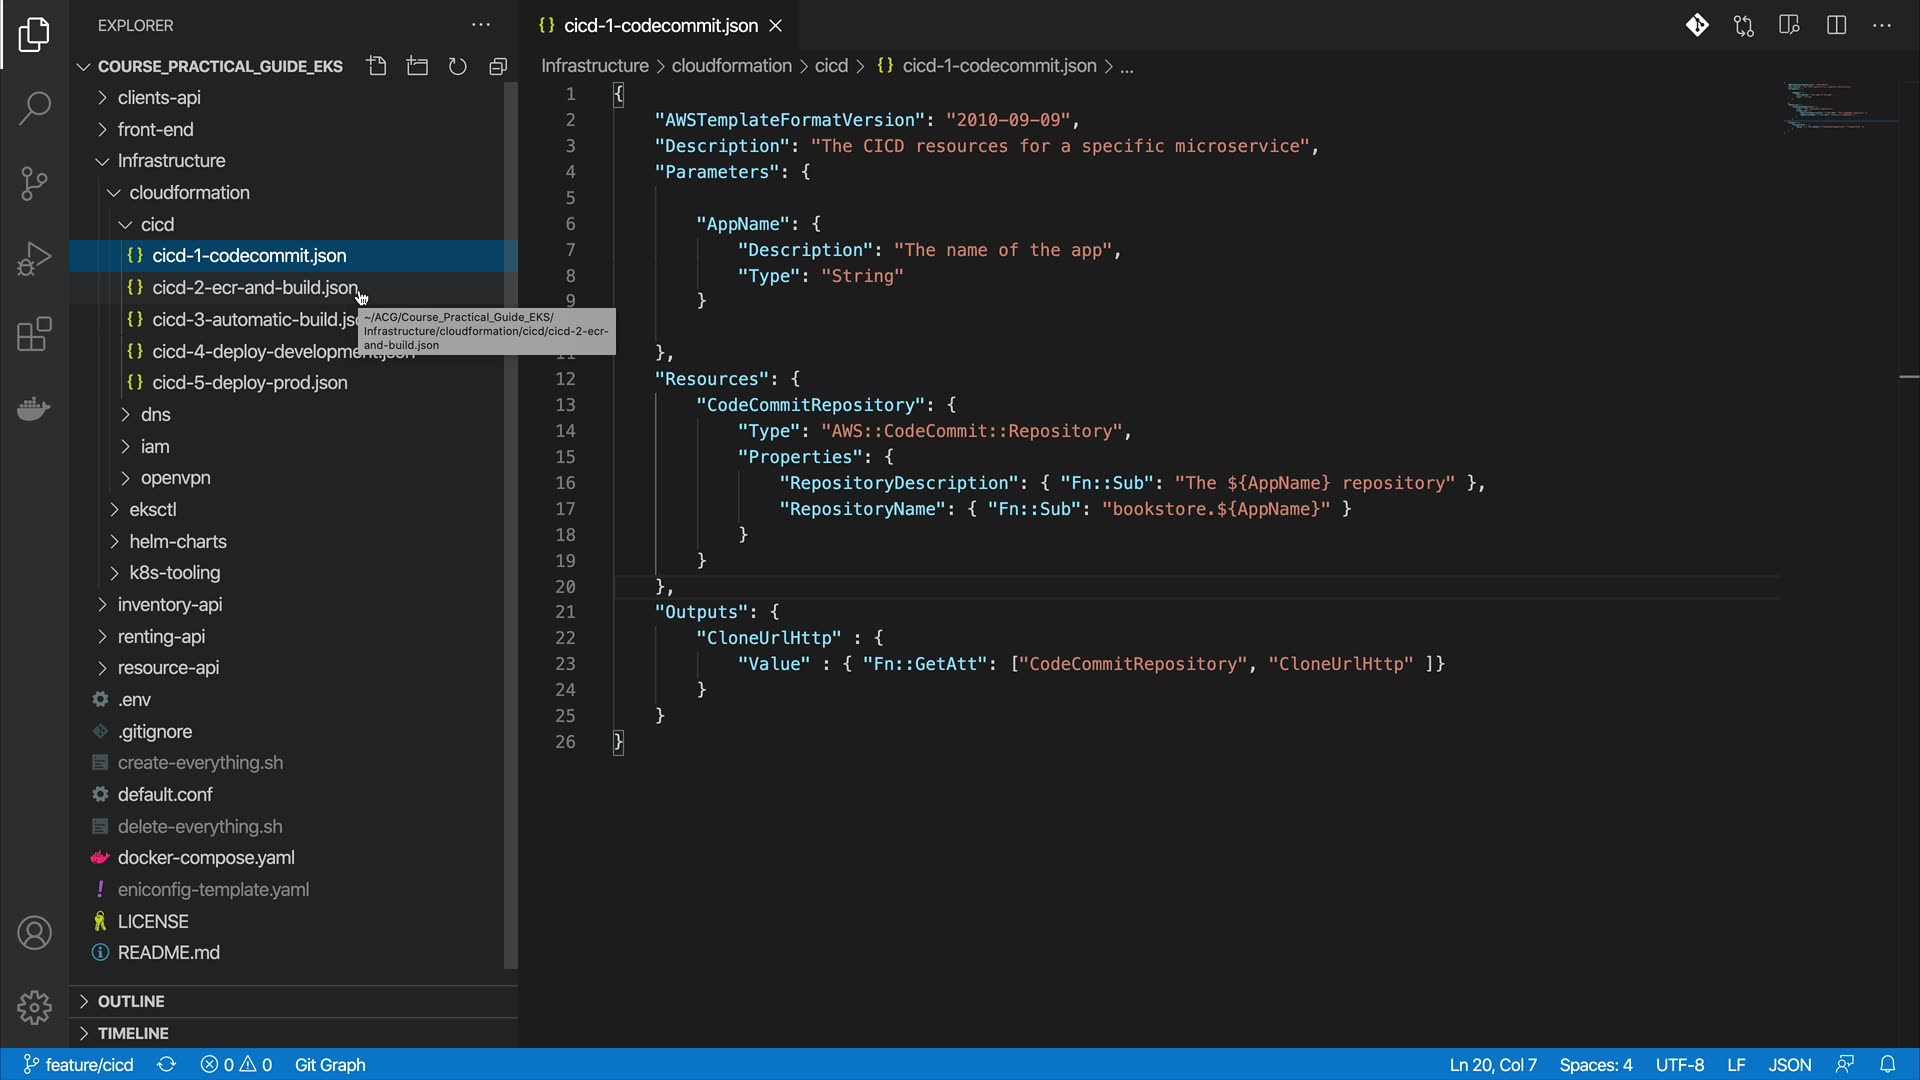 EXPLORER
COURSE_PRACTICAL_GUIDE_EKS
clients-api
front-end
Infrastructure
cloudformation
cicd
cicd-1-codecommit.json
cicd-2-ecr-and-build.json
cicd-3-automatic-build.jso
cicd-4-deploy-development.json
cicd-5-deploy-prod.json
~/ACG/Course_Practical_Guide_EKS/
Infrastructure/cloudformation/cicd/cicd-2-ecr-
and-build.json
dns
iam
openvpn
eksctl
helm-charts
k8s-tooling
inventory-api
renting-api
resource-api
.env
.gitignore
create-everything.sh
default.conf
delete-everything.sh
docker-compose.yaml
! eniconfig-template.yaml
LICENSE
README.md
OUTLINE
TIMELINE
{} cicd-1-codecommit.json
Infrastructure > cloudformation > cicd > {} cicd-1-codecommit.json > ...
1 {
2 "AWSTemplateFormatVersion": "2010-09-09",
3 "Description": "The CICD resources for a specific microservice",
4 "Parameters": {
5
6 "AppName": {
7 "Description": "The name of the app",
8 "Type": "String"
9 }
11 },
12 "Resources": {
13 "CodeCommitRepository": {
14 "Type": "AWS::CodeCommit::Repository",
15 "Properties": {
16 "RepositoryDescription": { "Fn::Sub": "The ${AppName} repository" },
17 "RepositoryName": { "Fn::Sub": "bookstore.${AppName}" }
18 }
19 }
20 },
21 "Outputs": {
22 "CloneUrlHttp" : {
23 "Value" : { "Fn::GetAtt": ["CodeCommitRepository", "CloneUrlHttp" ]}
24 }
25 }
26 }
feature/cicd 0 0 Git Graph
Ln 20, Col 7 Spaces: 4 UTF-8 LF JSON